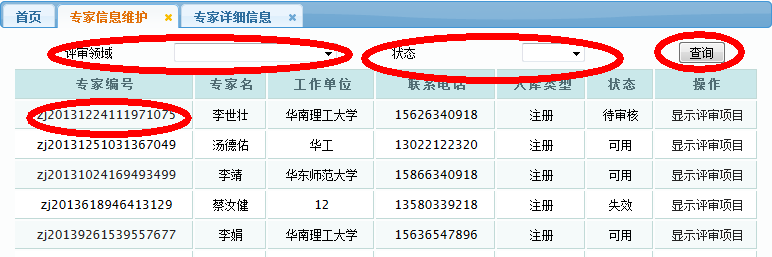 首页 专家信息维护 专家详细信息
评审领域 状态 查询
专家编号 专家名 工作单位 联系电话 入库类型 状态 操作
zj20131224111971075 李世壮 华南理工大学 15626340918 注册 待审核 显示评审项目
zj20131251031367049 汤德佑 华工 13022122320 注册 可用 显示评审项目
zj20131024169493499 李靖 华东师范大学 15866340918 注册 可用 显示评审项目
zj2013618946413129 蔡汝健 12 13580339218 注册 失效 显示评审项目
zj20139261539557677 李娟 华南理工大学 15636547896 注册 可用 显示评审项目